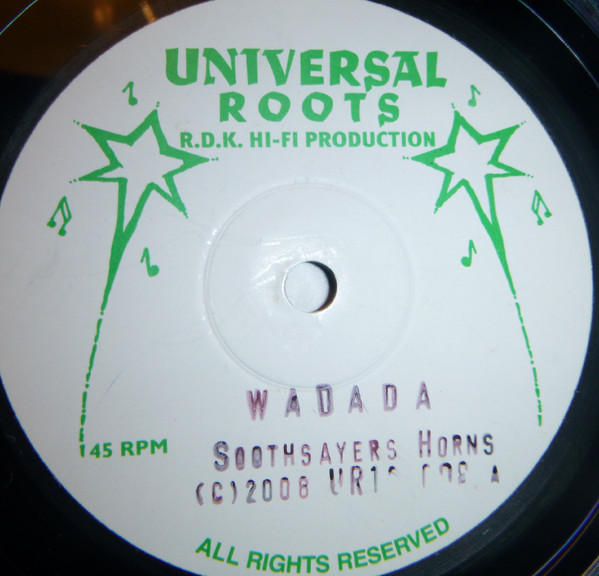 UNIVERSAL
ROOTS
R.D.K. HI-FI PRODUCTION
WADADA
45 RPM
SOOTHSAYERS HORNS
(C)2008
ALL RIGHTS RESERVED